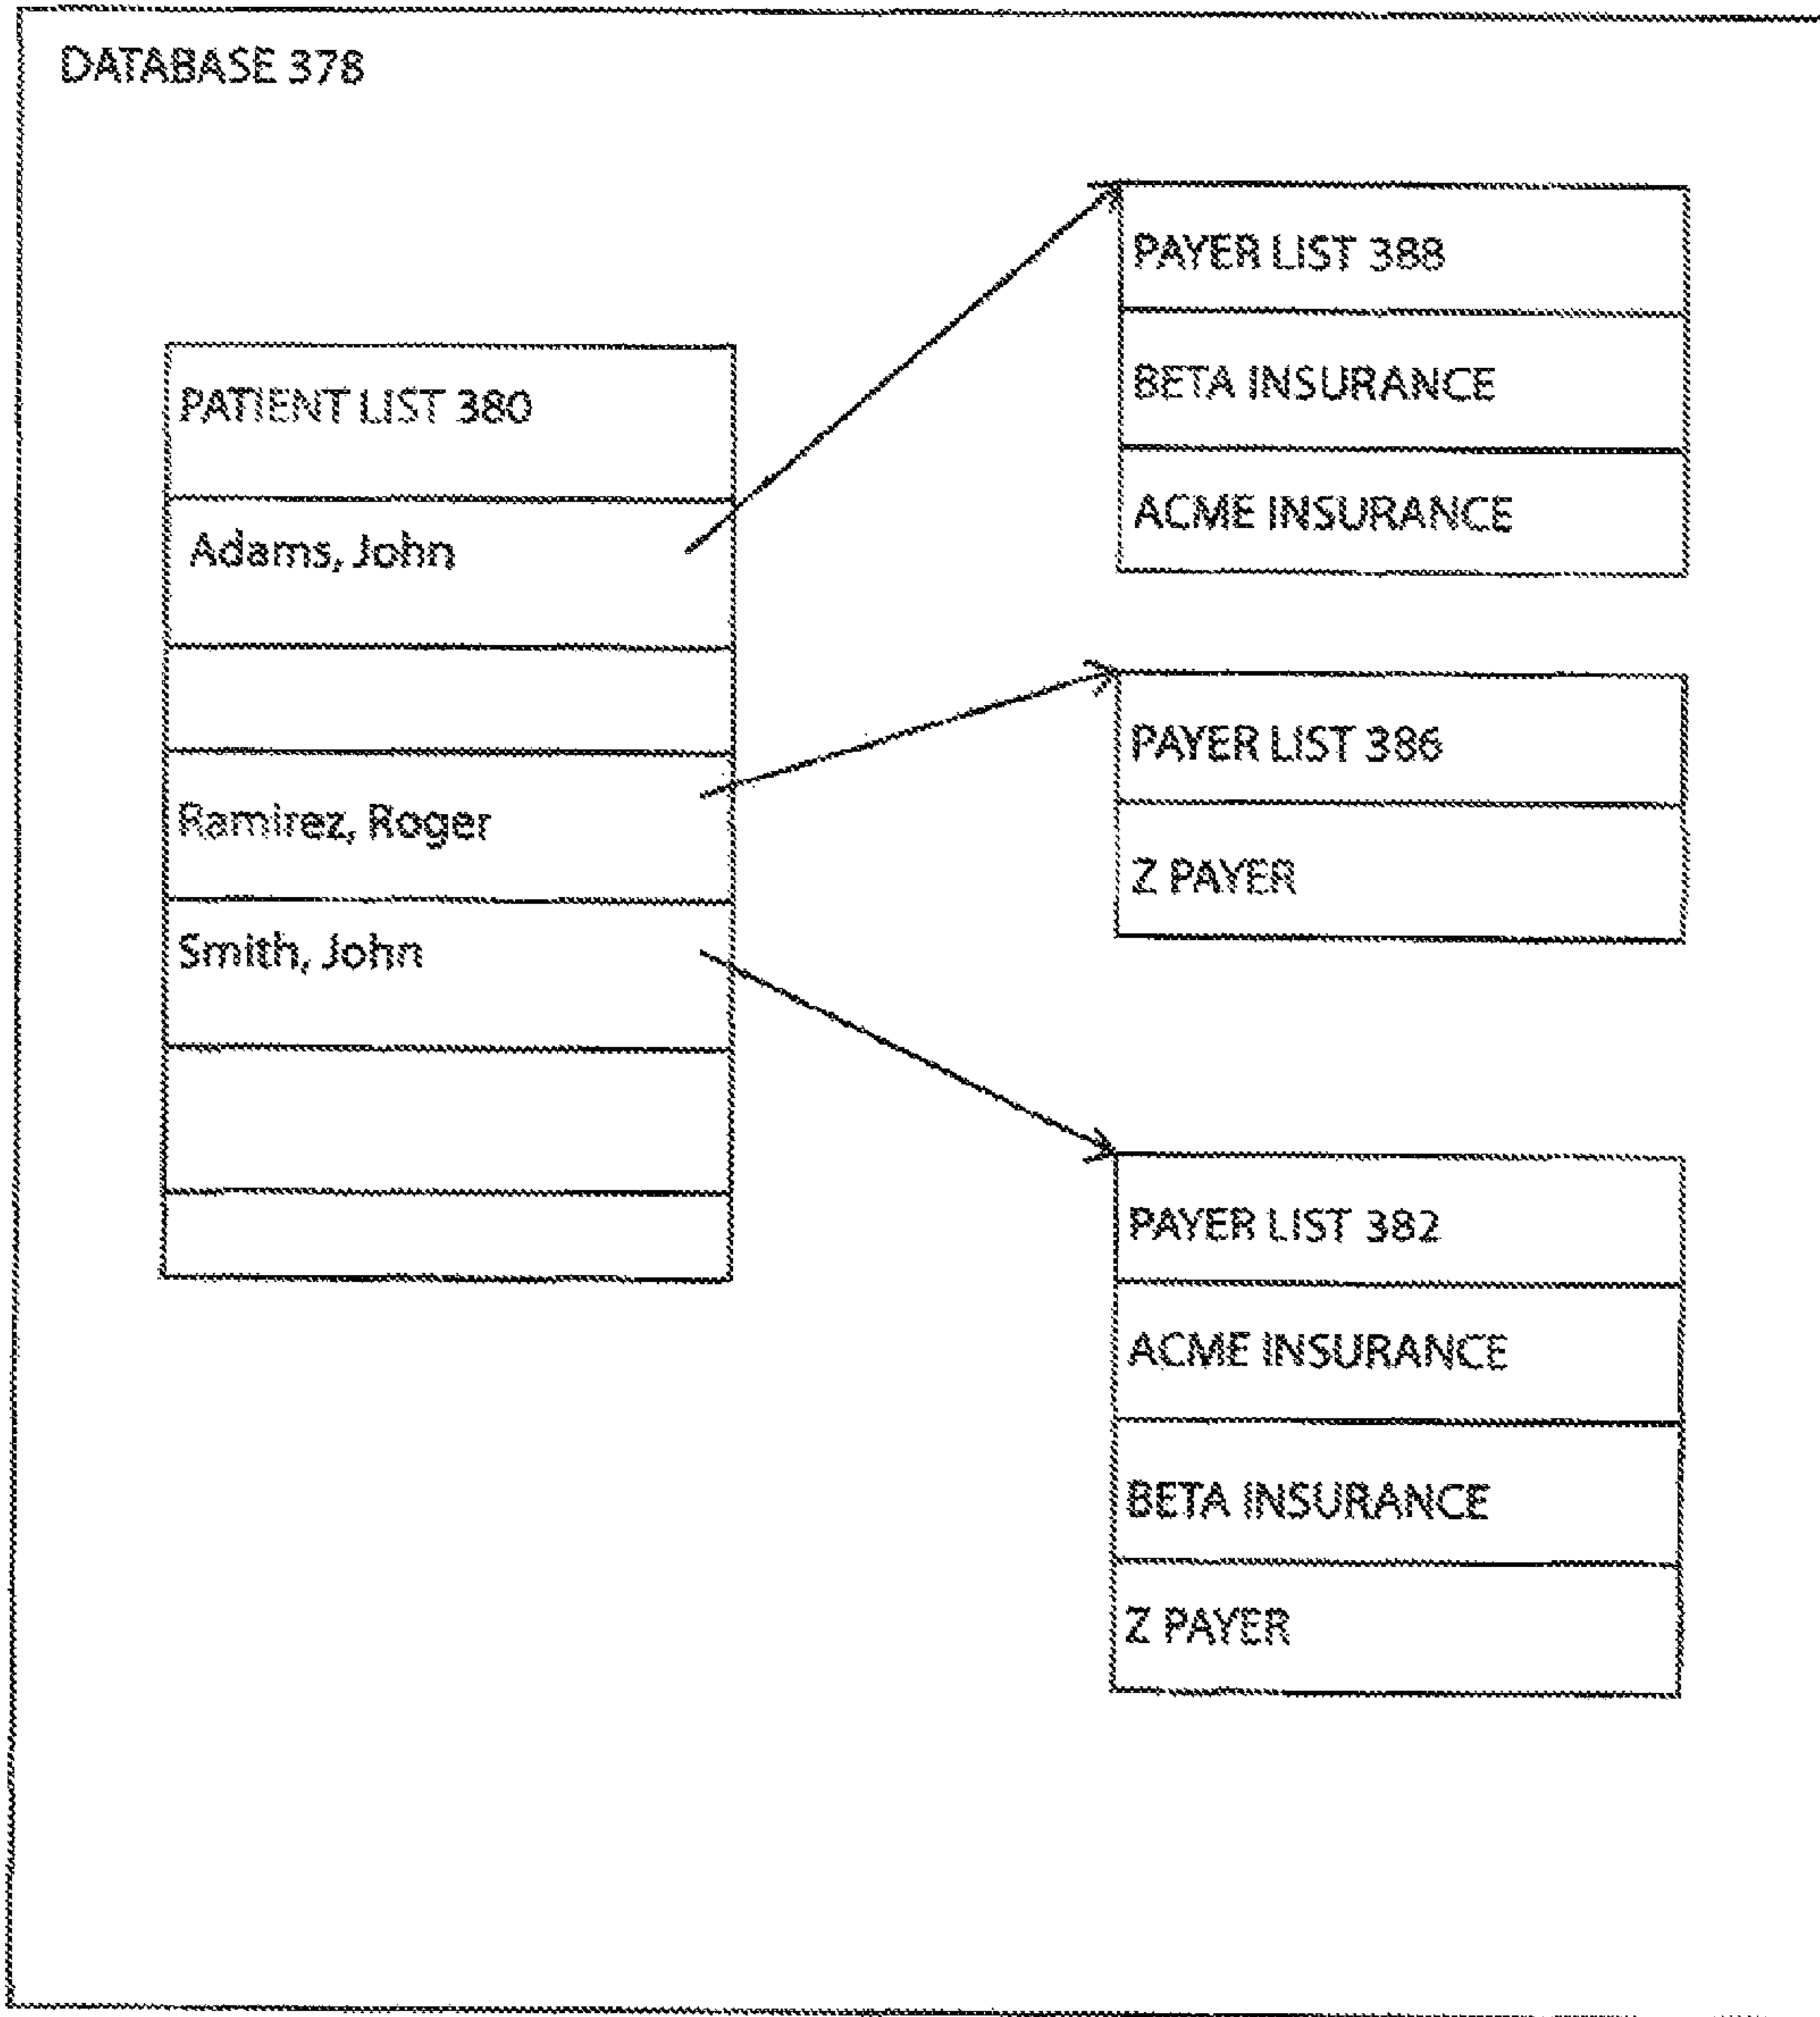 DATABASE 378
PATIENT LIST 380
Adams, John
Ramirez, Roger
Smith, John
PAYER LIST 388
BETA INSURANCE
ACME INSURANCE
PAYER LIST 386
Z PAYER
PAYER LIST 382
ACME INSURANCE
BETA INSURANCE
Z PAYER